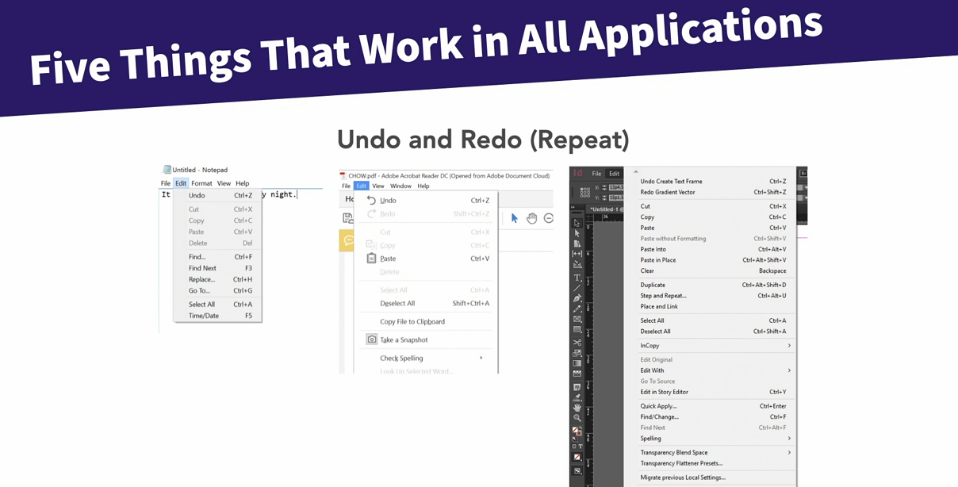 Five Things That Work in All Applications
Undo and Redo (Repeat)
Untitled - Notepad
File Edit Format View Help
It
y night.
Undo Ctrl+Z
Cut Ctrl+X
Copy Ctrl+C
Paste Ctrl+V
Delete Del
Find... Ctrl+F
Find Next F3
Replace... Ctrl+H
Go To... Ctrl+G
Select All Ctrl+A
Time/Date F5
CHOW.pdf - Adobe Acrobat Reader DC (Opened from Adobe Document Cloud)
File Edit View Window Help
Ho
Undo Ctrl+Z
Redo Shift+Ctrl+Z
Cut Ctrl+X
Copy Ctrl+C
Paste Ctrl+V
Delete
Select All Ctrl+A
Deselect All Shift+Ctrl+A
Copy File to Clipboard
Take a Snapshot
Check Spelling
Look Up Selected Word...
Id File Edit
*Untitled-1
Undo Create Text Frame Ctrl+Z
Redo Gradient Vector Ctrl+Shift+Z
Cut Ctrl+X
Copy Ctrl+C
Paste Ctrl+V
Paste without Formatting Ctrl+Shift+V
Paste Into Ctrl+Alt+V
Paste in Place Ctrl+Alt+Shift+V
Clear Backspace
Duplicate Ctrl+Alt+Shift+D
Step and Repeat... Ctrl+Alt+U
Place and Link
Select All Ctrl+A
Deselect All Ctrl+Shift+A
InCopy
Edit Original
Edit With
Go To Source
Edit in Story Editor Ctrl+Y
Quick Apply... Ctrl+Enter
Find/Change... Ctrl+F
Find Next Ctrl+Alt+F
Spelling
Transparency Blend Space
Transparency Flattener Presets...
Migrate previous Local Settings...